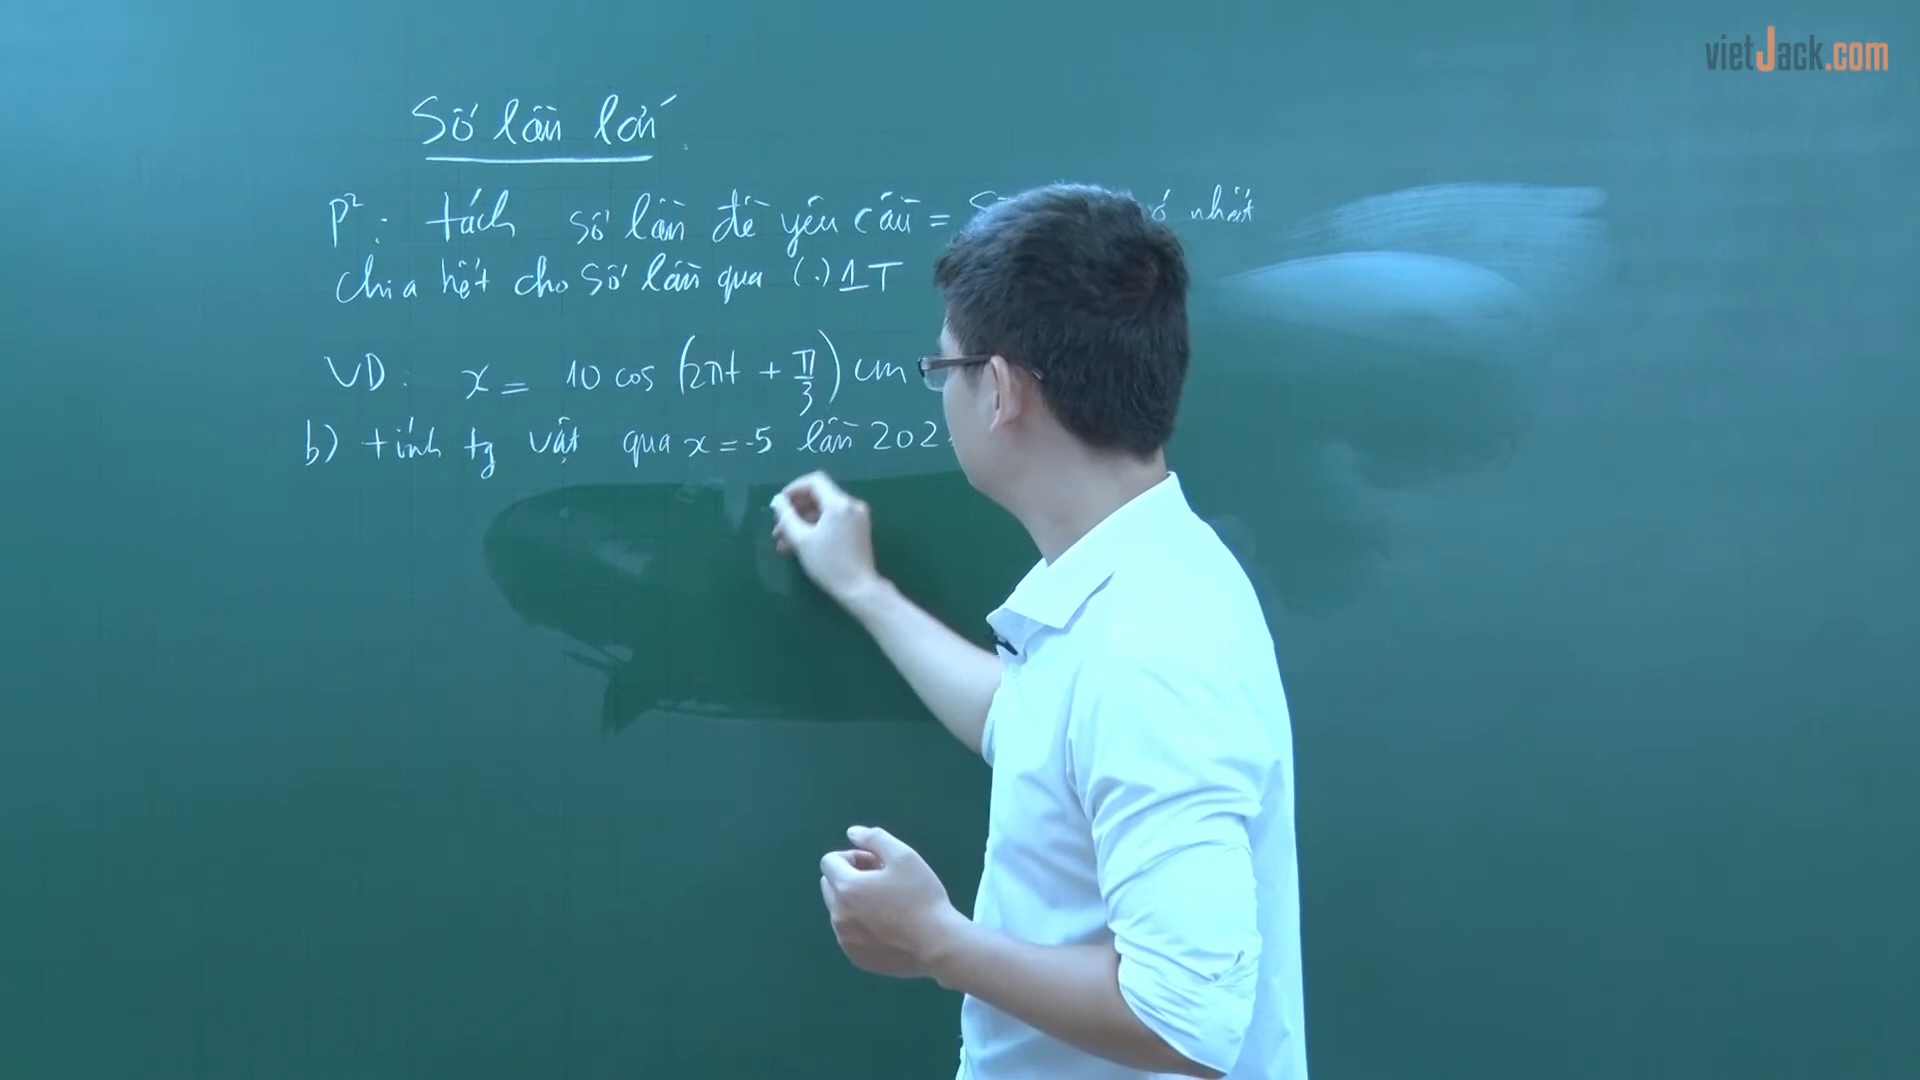 vietJack.com
Số lần lớn
P²: tách số lần đề yêu cầu = nhất
chia hết cho số lần qua (.) 1T
VD: x = 10 cos (2πt + π/3) cm
b) tính tg vật qua x = -5 lần 202